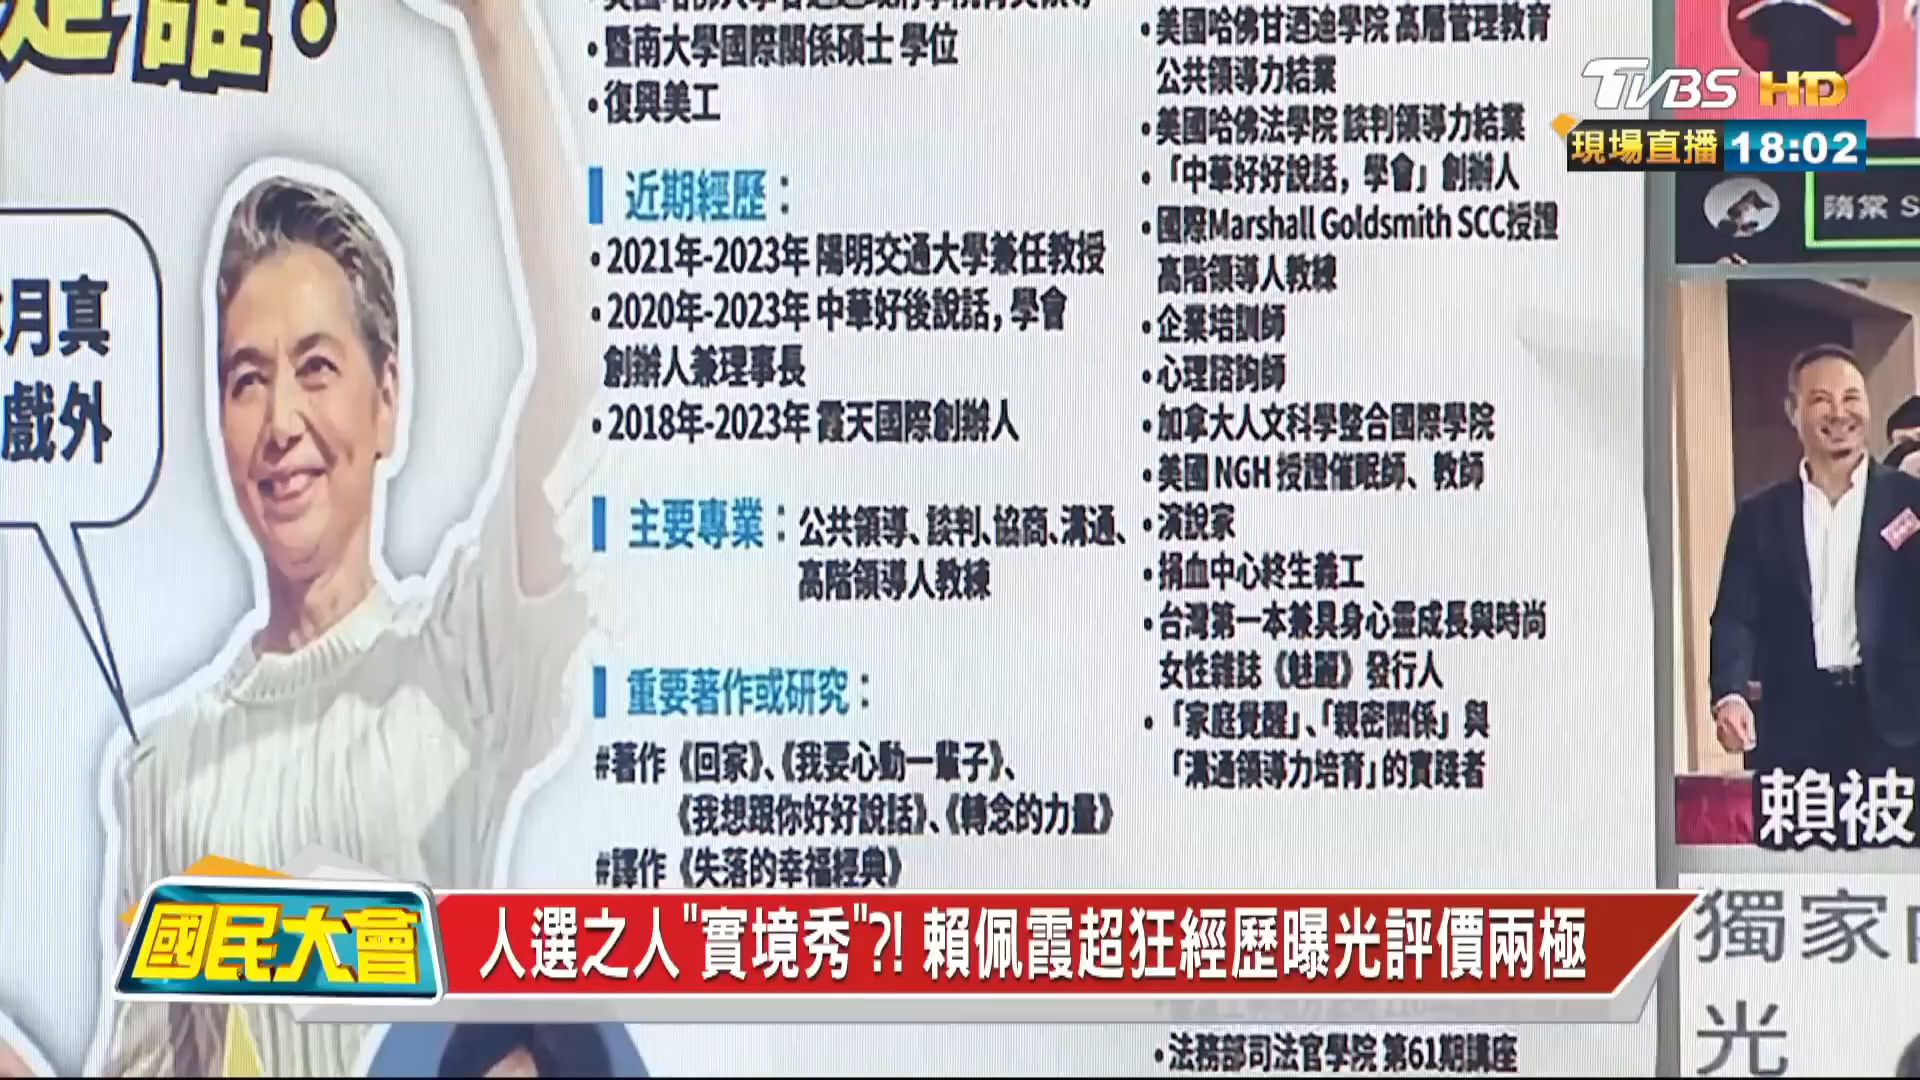 是誰？
月真
戲外
•暨南大學國際關係碩士 學位
•復興美工
近期經歷：
•2021年-2023年 陽明交通大學兼任教授
•2020年-2023年 中華好後說話，學會
創辦人兼理事長
•2018年-2023年 霞天國際創辦人
主要專業：公共領導、談判、協商、溝通、
高階領導人教練
重要著作或研究：
#著作《回家》、《我要心動一輩子》、
《我想跟你好好說話》、《轉念的力量》
#譯作《失落的幸福經典》
•美國哈佛甘迺迪學院 高層管理教育
公共領導力結業
•美國哈佛法學院 談判領導力結業
•「中華好好說話，學會」創辦人
•國際Marshall Goldsmith SCC授證
高階領導人教練
•企業培訓師
•心理諮詢師
•加拿大人文科學整合國際學院
•美國 NGH 授證催眠師、教師
•演說家
•捐血中心終生義工
•台灣第一本兼具身心靈成長與時尚
女性雜誌《魅麗》發行人
•「家庭覺醒」、「親密關係」與
「溝通領導力培育」的實踐者
•法務部司法官學院 第61期講座
TVBS HD
現場直播 18:02
隋棠 S
賴被
獨家
光
國民大會
人選之人"實境秀"?! 賴佩霞超狂經歷曝光評價兩極